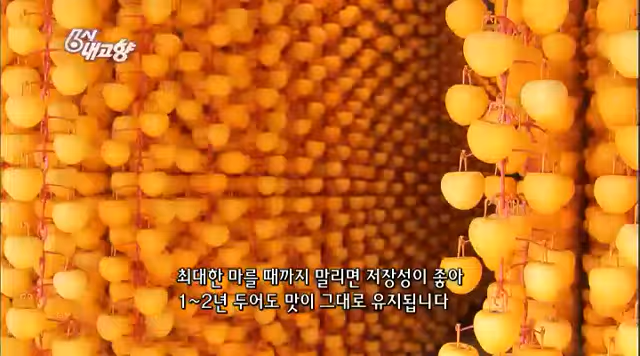 6시
내고향
최대한 마를 때까지 말리면 저장성이 좋아
1~2년 두어도 맛이 그대로 유지됩니다